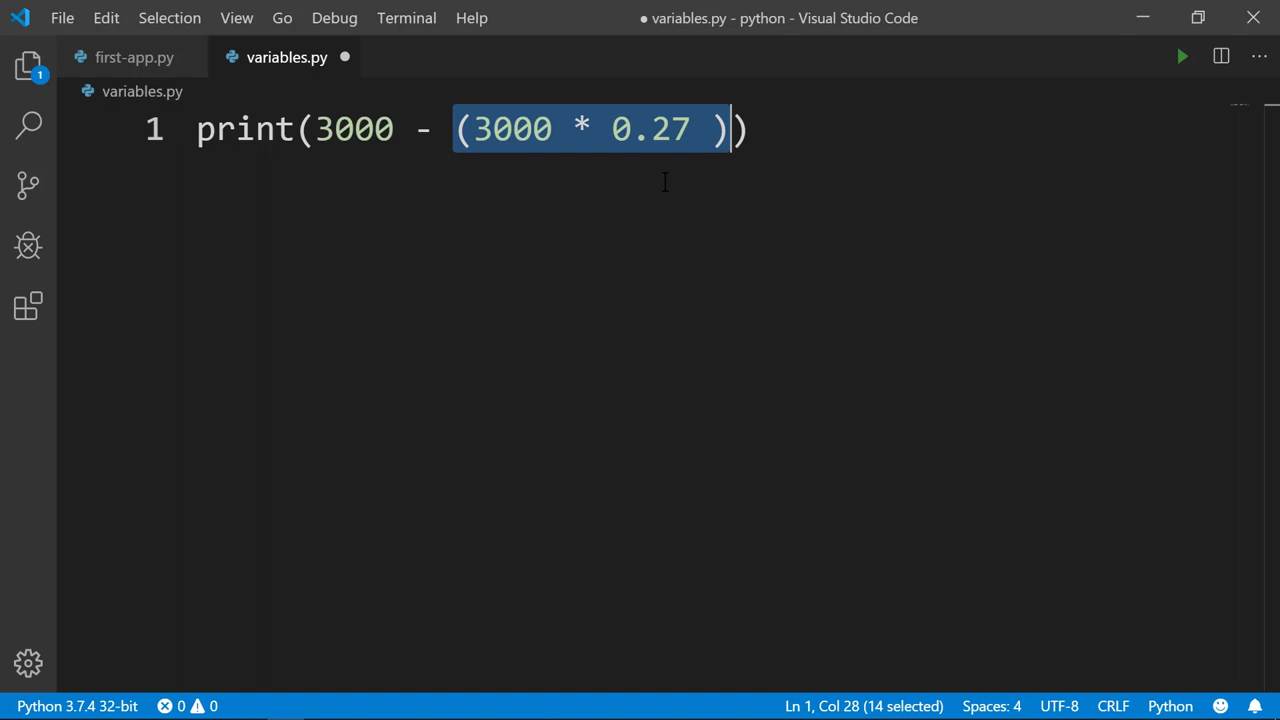 File Edit Selection View Go Debug Terminal Help ● variables.py - python - Visual Studio Code
first-app.py variables.py
variables.py
1 print(3000 - (3000 * 0.27 ))
1
Python 3.7.4 32-bit 0 0 Ln 1, Col 28 (14 selected) Spaces: 4 UTF-8 CRLF Python